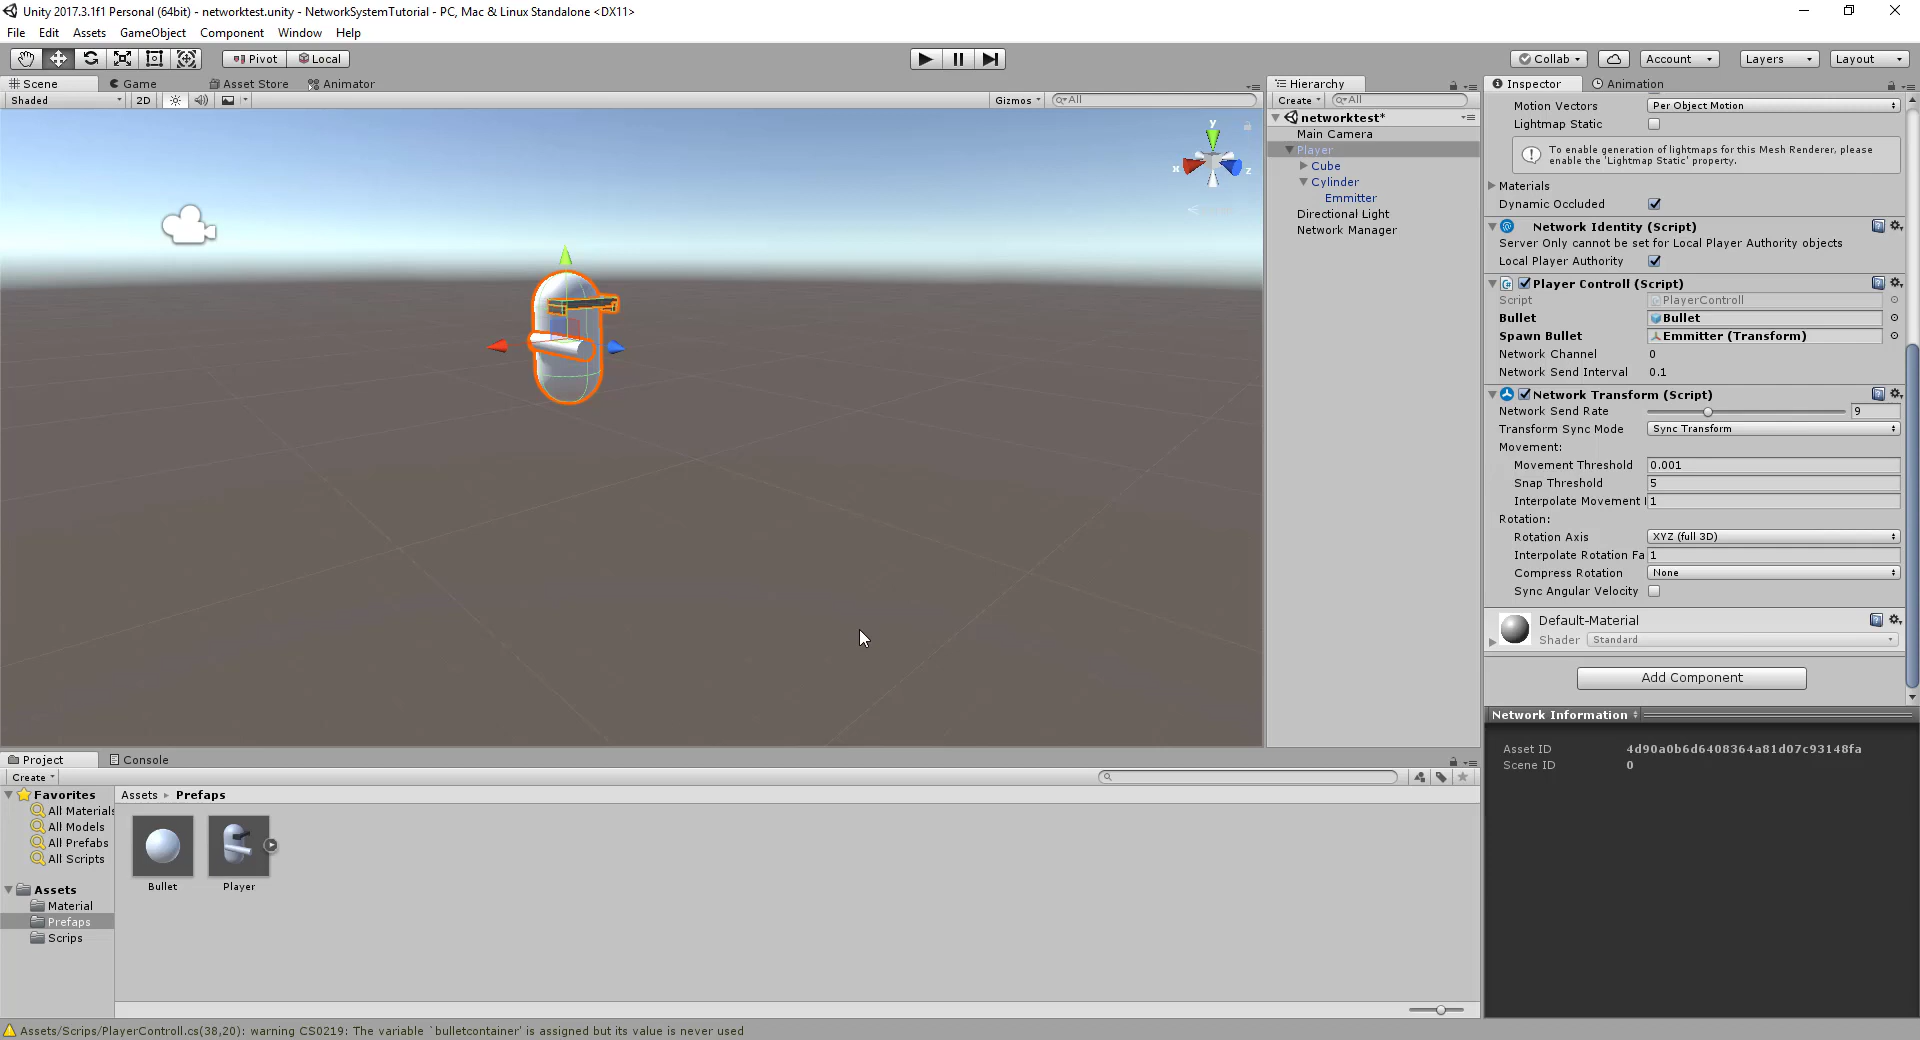 Unity 2017.3.1f1 Personal (64bit) - networktest.unity - NetworkSystemTutorial - PC, Mac & Linux Standalone <DX11>
File Edit Assets GameObject Component Window Help
Pivot Local Collab Account Layers Layout
Scene Game Asset Store Animator
Shaded 2D Gizmos All
y
x
z
Hierarchy
Create All
networktest*
Main Camera
Player
Cube
Cylinder
Emmitter
Directional Light
Network Manager
Inspector Animation
Motion Vectors Per Object Motion
Lightmap Static
To enable generation of lightmaps for this Mesh Renderer, please
enable the 'Lightmap Static' property.
Materials
Dynamic Occluded
Network Identity (Script)
Server Only cannot be set for Local Player Authority objects
Local Player Authority
Player Controll (Script)
Script PlayerControll
Bullet Bullet
Spawn Bullet Emmitter (Transform)
Network Channel 0
Network Send Interval 0.1
Network Transform (Script)
Network Send Rate 9
Transform Sync Mode Sync Transform
Movement:
Movement Threshold 0.001
Snap Threshold 5
Interpolate Movement 1
Rotation:
Rotation Axis XYZ (full 3D)
Interpolate Rotation Fa 1
Compress Rotation None
Sync Angular Velocity
Default-Material
Shader Standard
Add Component
Network Information
Asset ID 4d90a0b6d6408364a81d07c93148fa
Scene ID 0
Project Console
Create
Favorites
All Materials
All Models
All Prefabs
All Scripts
Assets
Material
Prefaps
Scrips
Assets Prefaps
Bullet Player
Assets/Scrips/PlayerControll.cs(38,20): warning CS0219: The variable `bulletcontainer' is assigned but its value is never used